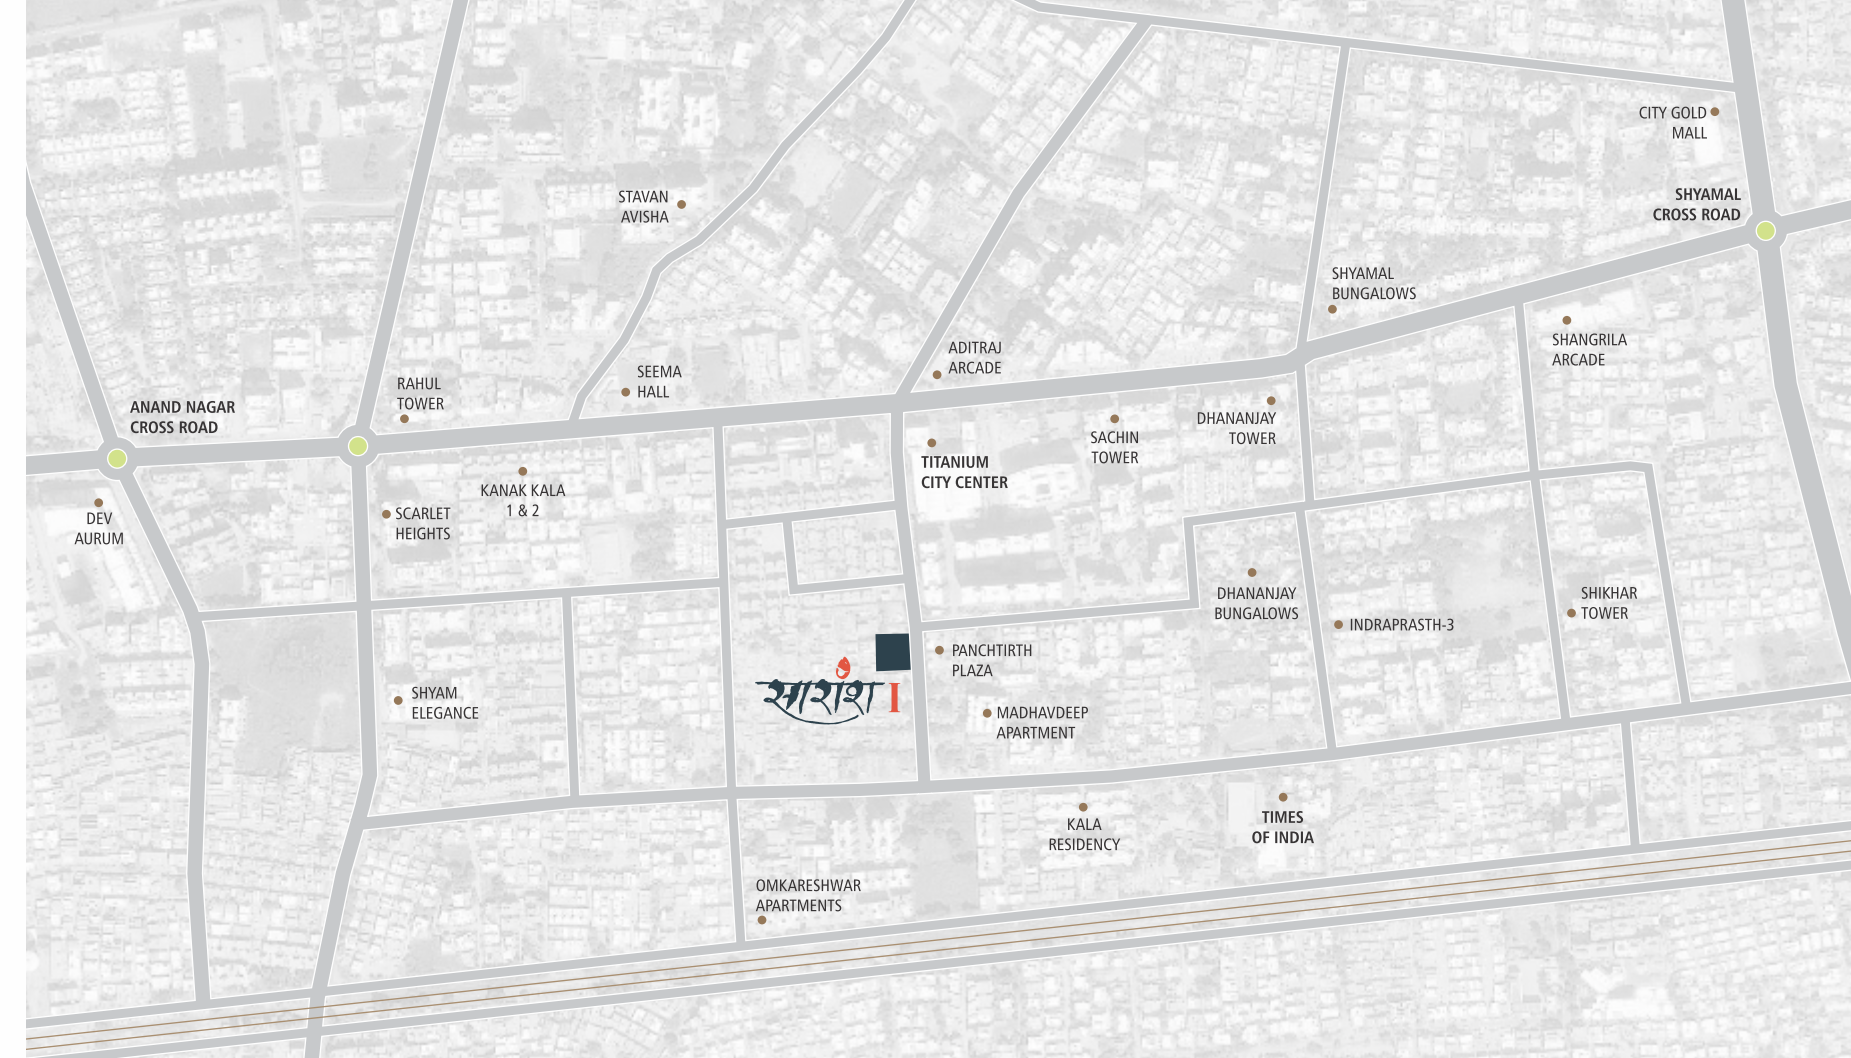 CITY GOLD
MALL
SHYAMAL
CROSS ROAD
STAVAN
AVISHA
SHYAMAL
BUNGALOWS
SHANGRILA
ARCADE
ADITRAJ
ARCADE
SEEMA
HALL
RAHUL
TOWER
ANAND NAGAR
CROSS ROAD
DHANANJAY
TOWER
SACHIN
TOWER
TITANIUM
CITY CENTER
KANAK KALA
1 & 2
SCARLET
HEIGHTS
DEV
AURUM
DHANANJAY
BUNGALOWS
SHIKHAR
TOWER
INDRAPRASTH-3
PANCHTIRTH
PLAZA
सारांश I
SHYAM
ELEGANCE
MADHAVDEEP
APARTMENT
KALA
RESIDENCY
TIMES
OF INDIA
OMKARESHWAR
APARTMENTS